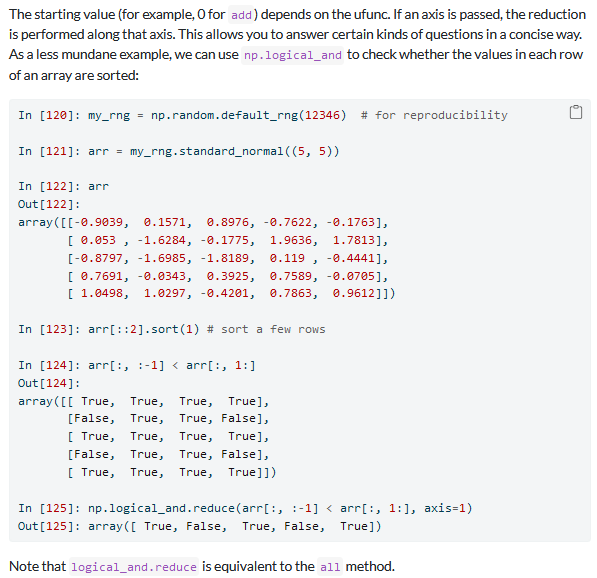 The starting value (for example, 0 for add) depends on the ufunc. If an axis is passed, the reduction
is performed along that axis. This allows you to answer certain kinds of questions in a concise way.
As a less mundane example, we can use np.logical_and to check whether the values in each row
of an array are sorted:
In [120]: my_rng = np.random.default_rng(12346)  # for reproducibility
In [121]: arr = my_rng.standard_normal((5, 5))
In [122]: arr
Out[122]:
array([[-0.9039,  0.1571,  0.8976, -0.7622, -0.1763],
       [ 0.053 , -1.6284, -0.1775,  1.9636,  1.7813],
       [-0.8797, -1.6985, -1.8189,  0.119 , -0.4441],
       [ 0.7691, -0.0343,  0.3925,  0.7589, -0.0705],
       [ 1.0498,  1.0297, -0.4201,  0.7863,  0.9612]])
In [123]: arr[::2].sort(1) # sort a few rows
In [124]: arr[:, :-1] < arr[:, 1:]
Out[124]:
array([[ True,  True,  True,  True],
       [False,  True,  True, False],
       [ True,  True,  True,  True],
       [False,  True,  True, False],
       [ True,  True,  True,  True]])
In [125]: np.logical_and.reduce(arr[:, :-1] < arr[:, 1:], axis=1)
Out[125]: array([ True, False,  True, False,  True])
Note that logical_and.reduce is equivalent to the all method.